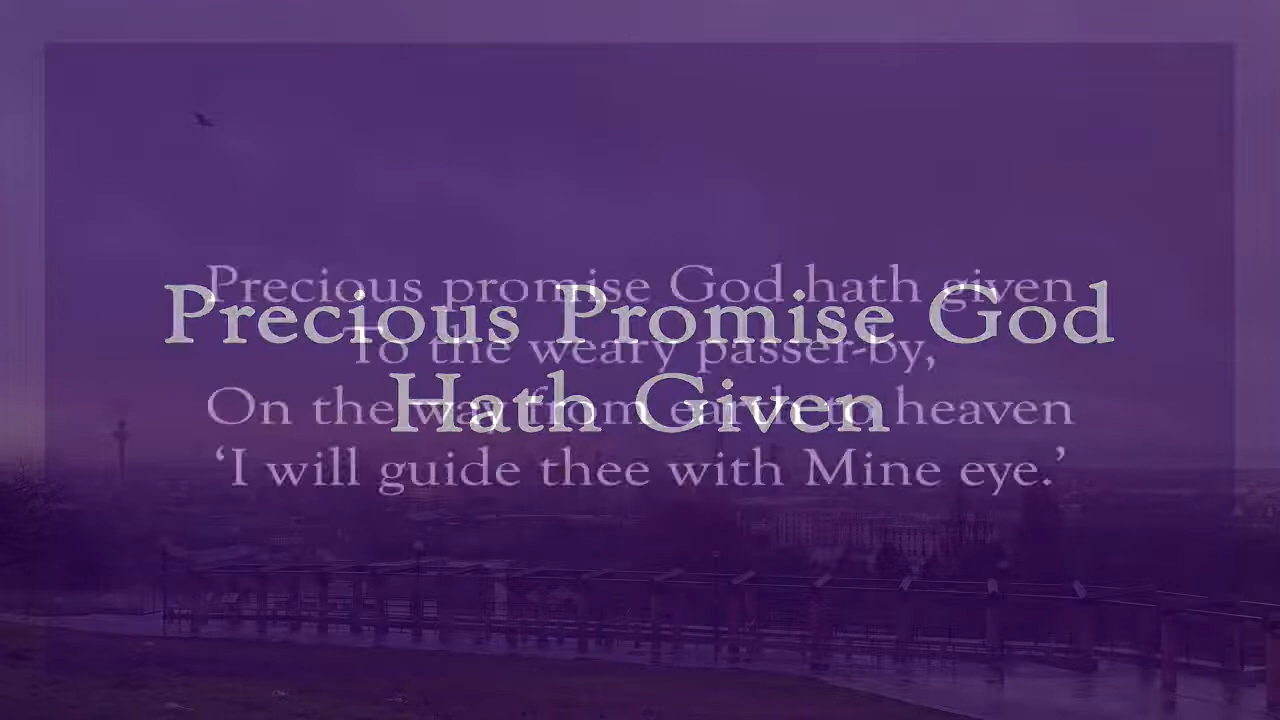 Precious Promise God
Hath Given
Precious promise God hath given
To the weary passer-by,
On the way from earth to heaven
‘I will guide thee with Mine eye.’